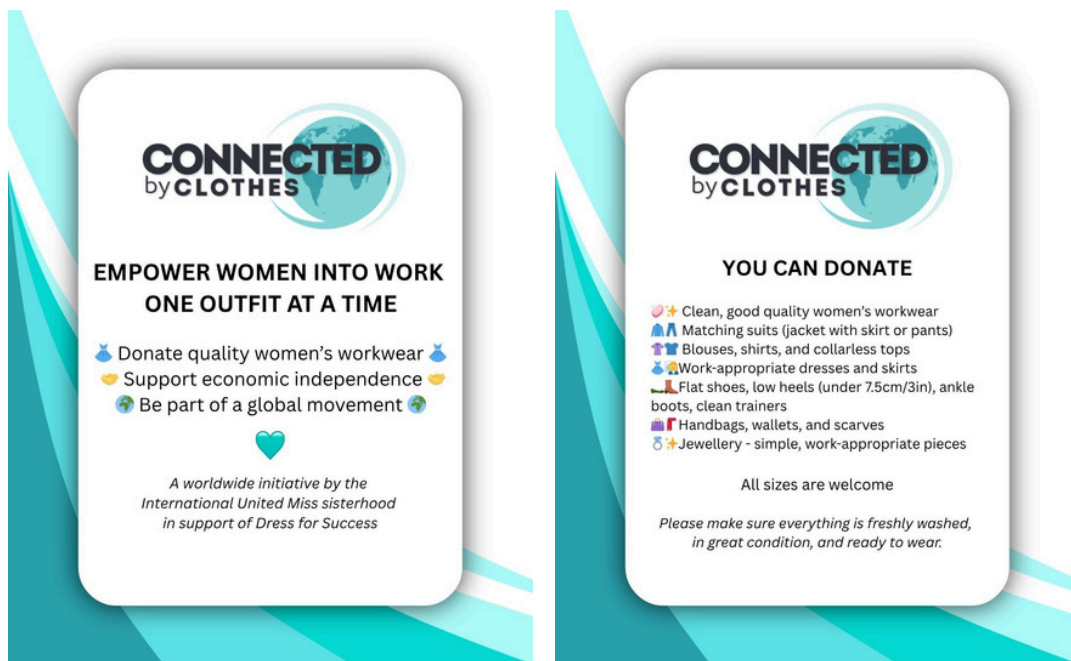 CONNECTED
by CLOTHES
EMPOWER WOMEN INTO WORK
ONE OUTFIT AT A TIME
👗 Donate quality women's workwear 👗
🤝 Support economic independence 🤝
🌍 Be part of a global movement 🌍
A worldwide initiative by the
International United Miss sisterhood
in support of Dress for Success
CONNECTED
by CLOTHES
YOU CAN DONATE
🧼✨ Clean, good quality women's workwear
🧥👖 Matching suits (jacket with skirt or pants)
👚👕 Blouses, shirts, and collarless tops
👗👩‍💼Work-appropriate dresses and skirts
🥿👢Flat shoes, low heels (under 7.5cm/3in), ankle
boots, clean trainers
👜🧣Handbags, wallets, and scarves
💍✨Jewellery - simple, work-appropriate pieces
All sizes are welcome
Please make sure everything is freshly washed,
in great condition, and ready to wear.